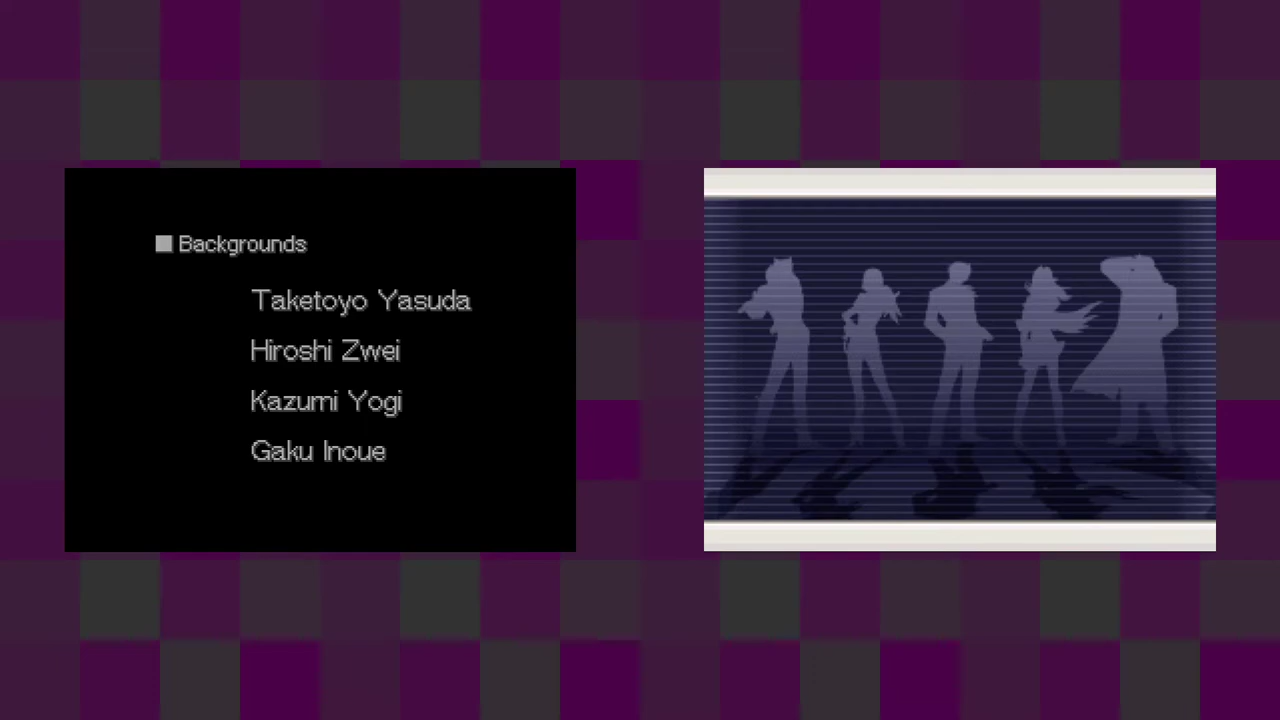 ■ Backgrounds
Taketoyo Yasuda
Hiroshi Zwei
Kazumi Yogi
Gaku Inoue